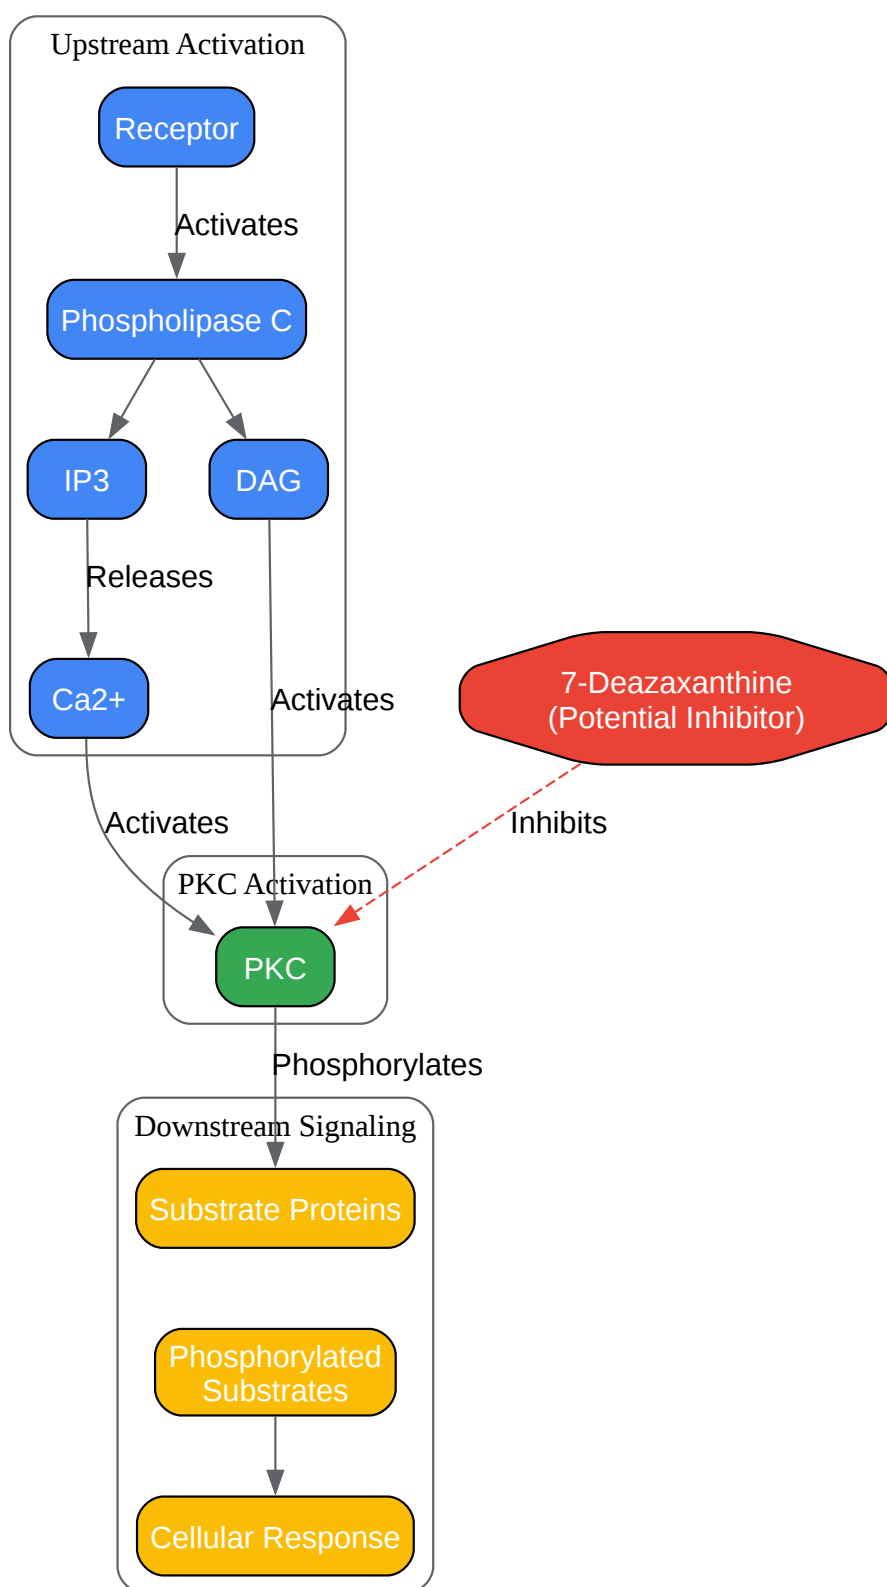 Upstream Activation
Receptor
Activates
Phospholipase C
IP3
DAG
Releases
Ca2+
Activates
7-Deazaxanthine
(Potential Inhibitor)
Activates
Inhibits
PKC Activation
PKC
Phosphorylates
Downstream Signaling
Substrate Proteins
Phosphorylated
Substrates
Cellular Response